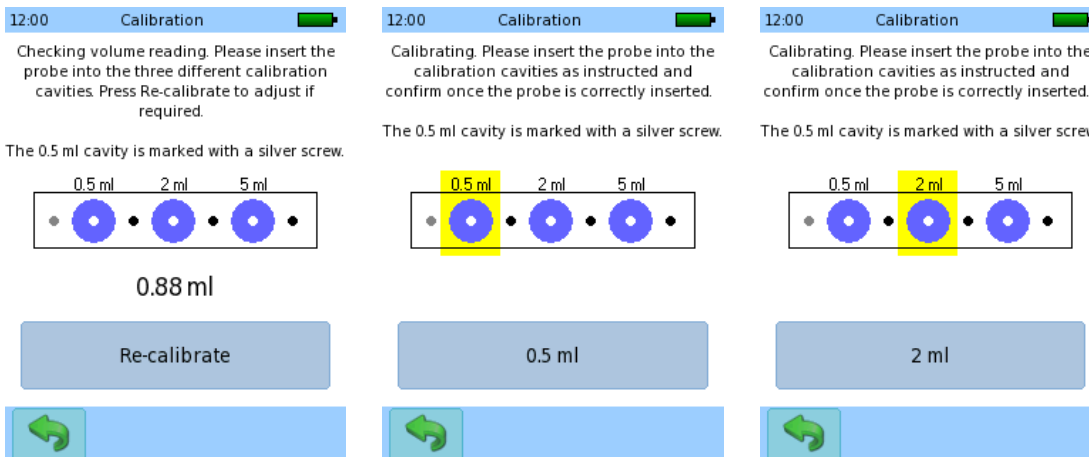 12:00 Calibration
Checking volume reading. Please insert the
probe into the three different calibration
cavities. Press Re-calibrate to adjust if
required.
The 0.5 ml cavity is marked with a silver screw.
0.5 ml 2 ml 5 ml
0.88 ml
Re-calibrate
12:00 Calibration
Calibrating. Please insert the probe into the
calibration cavities as instructed and
confirm once the probe is correctly inserted.
The 0.5 ml cavity is marked with a silver screw.
0.5 ml 2 ml 5 ml
0.5 ml
12:00 Calibration
Calibrating. Please insert the probe into the
calibration cavities as instructed and
confirm once the probe is correctly inserted.
The 0.5 ml cavity is marked with a silver screw
0.5 ml 2 ml 5 ml
2 ml